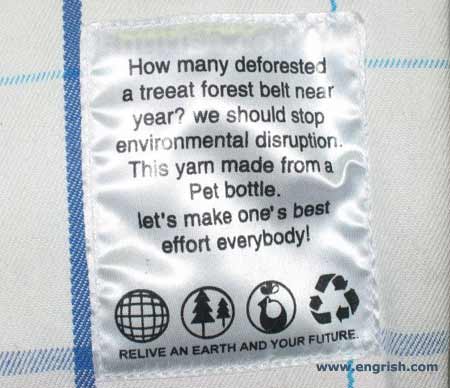 How many deforested
a treeat forest belt near
year? we should stop
environmental disruption.
This yarn made from a
Pet bottle.
let's make one's best
effort everybody!
RELIVE AN EARTH AND YOUR FUTURE.
www.engrish.com